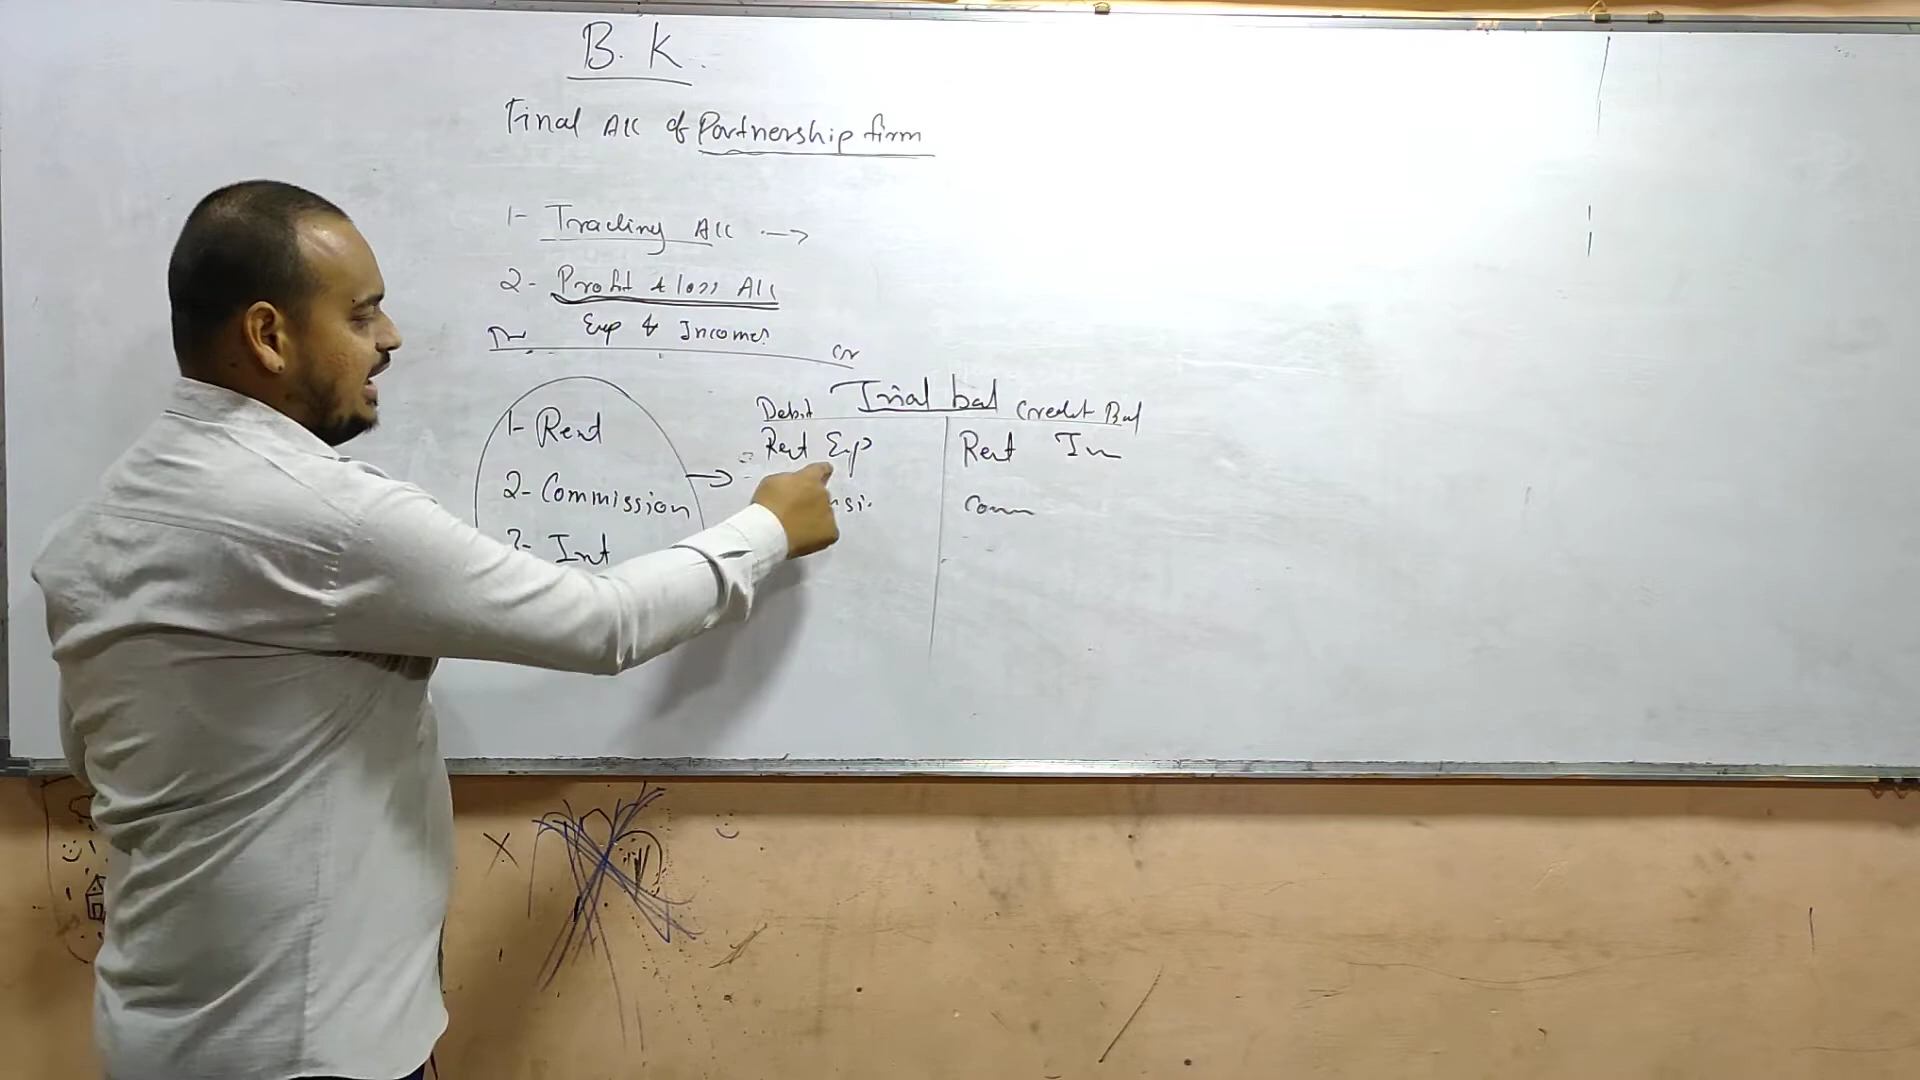 B. K.
Final A/c of Partnership firm
1- Trading A/c →
2- Profit & loss A/c
Exp & Incomes
Dr Cr
Trial bal
Debit Credit Bal
1- Rent
2- Commission
3- Int
Rent Exp Rent In
Comm